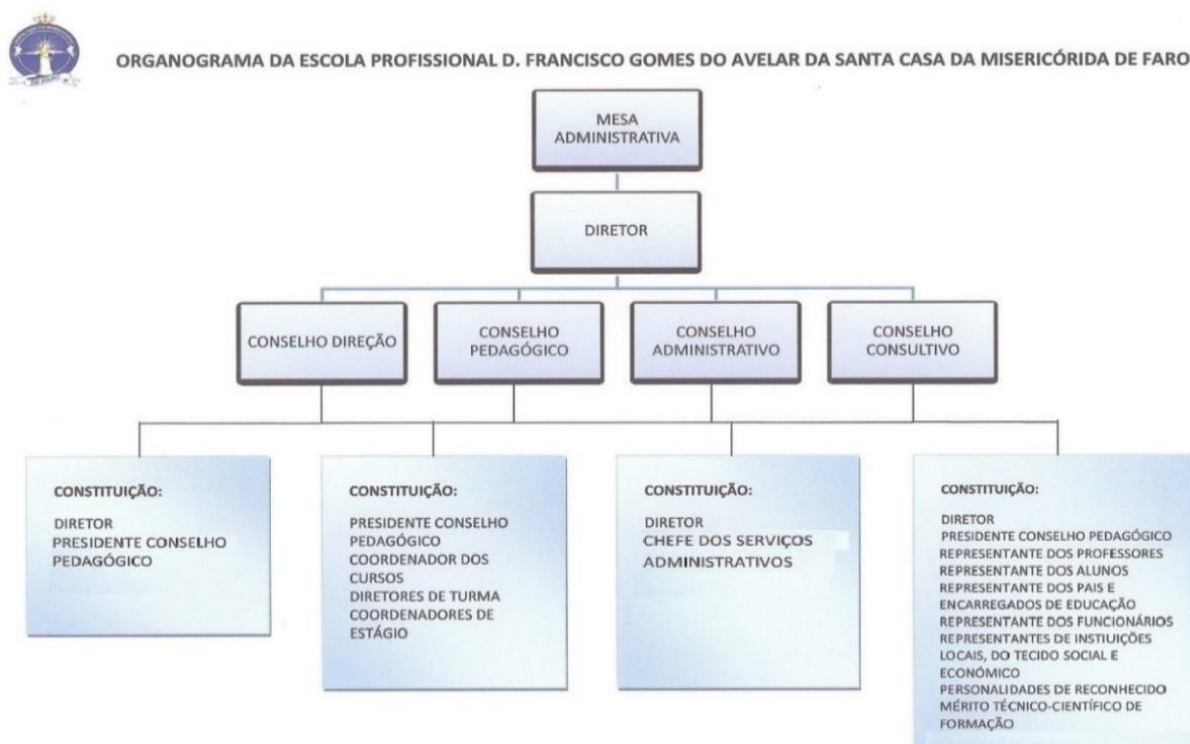 ORGANOGRAMA DA ESCOLA PROFISSIONAL D. FRANCISCO GOMES DO AVELAR DA SANTA CASA DA MISERICÓRIDA DE FARO
MESA
ADMINISTRATIVA
DIRETOR
CONSELHO DIREÇÃO
CONSELHO
PEDAGÓGICO
CONSELHO
ADMINISTRATIVO
CONSELHO
CONSULTIVO
CONSTITUIÇÃO:
DIRETOR
PRESIDENTE CONSELHO
PEDAGÓGICO
CONSTITUIÇÃO:
PRESIDENTE CONSELHO
PEDAGÓGICO
COORDENADOR DOS
CURSOS
DIRETORES DE TURMA
COORDENADORES DE
ESTÁGIO
CONSTITUIÇÃO:
DIRETOR
CHEFE DOS SERVIÇOS
ADMINISTRATIVOS
CONSTITUIÇÃO:
DIRETOR
PRESIDENTE CONSELHO PEDAGÓGICO
REPRESENTANTE DOS PROFESSORES
REPRESENTANTE DOS ALUNOS
REPRESENTANTE DOS PAIS E
ENCARREGADOS DE EDUCAÇÃO
REPRESENTANTE DOS FUNCIONÁRIOS
REPRESENTANTES DE INSTIUIÇÕES
LOCAIS, DO TECIDO SOCIAL E
ECONÓMICO
PERSONALIDADES DE RECONHECIDO
MÉRITO TÉCNICO-CIENTÍFICO DE
FORMAÇÃO